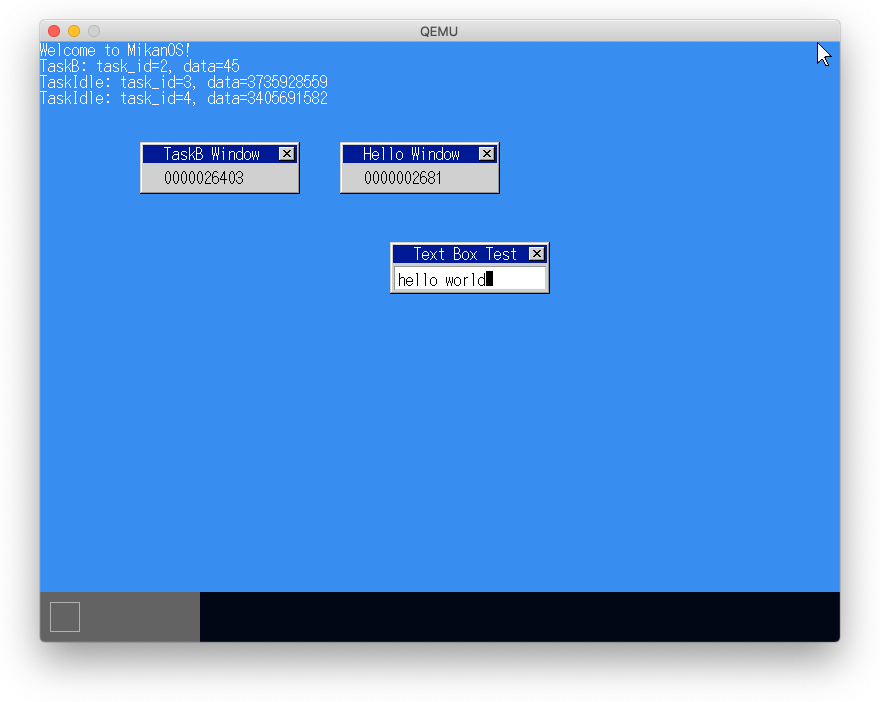 QEMU
Welcome to MikanOS!
TaskB: task_id=2, data=45
TaskIdle: task_id=3, data=3735928559
TaskIdle: task_id=4, data=3405691582
TaskB Window
0000026403
Hello Window
0000002681
Text Box Test
hello world